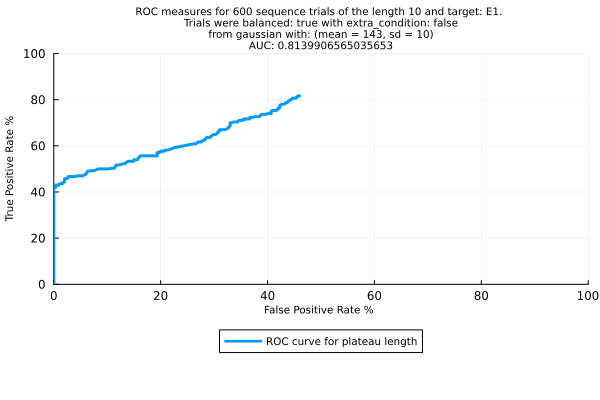 ROC measures for 600 sequence trials of the length 10 and target: E1.
Trials were balanced: true with extra_condition: false
from gaussian with: (mean = 143, sd = 10)
AUC: 0.8139906565035653
100
80
60
40
20
0
True Positive Rate %
0 20 40 60 80 100
False Positive Rate %
ROC curve for plateau length